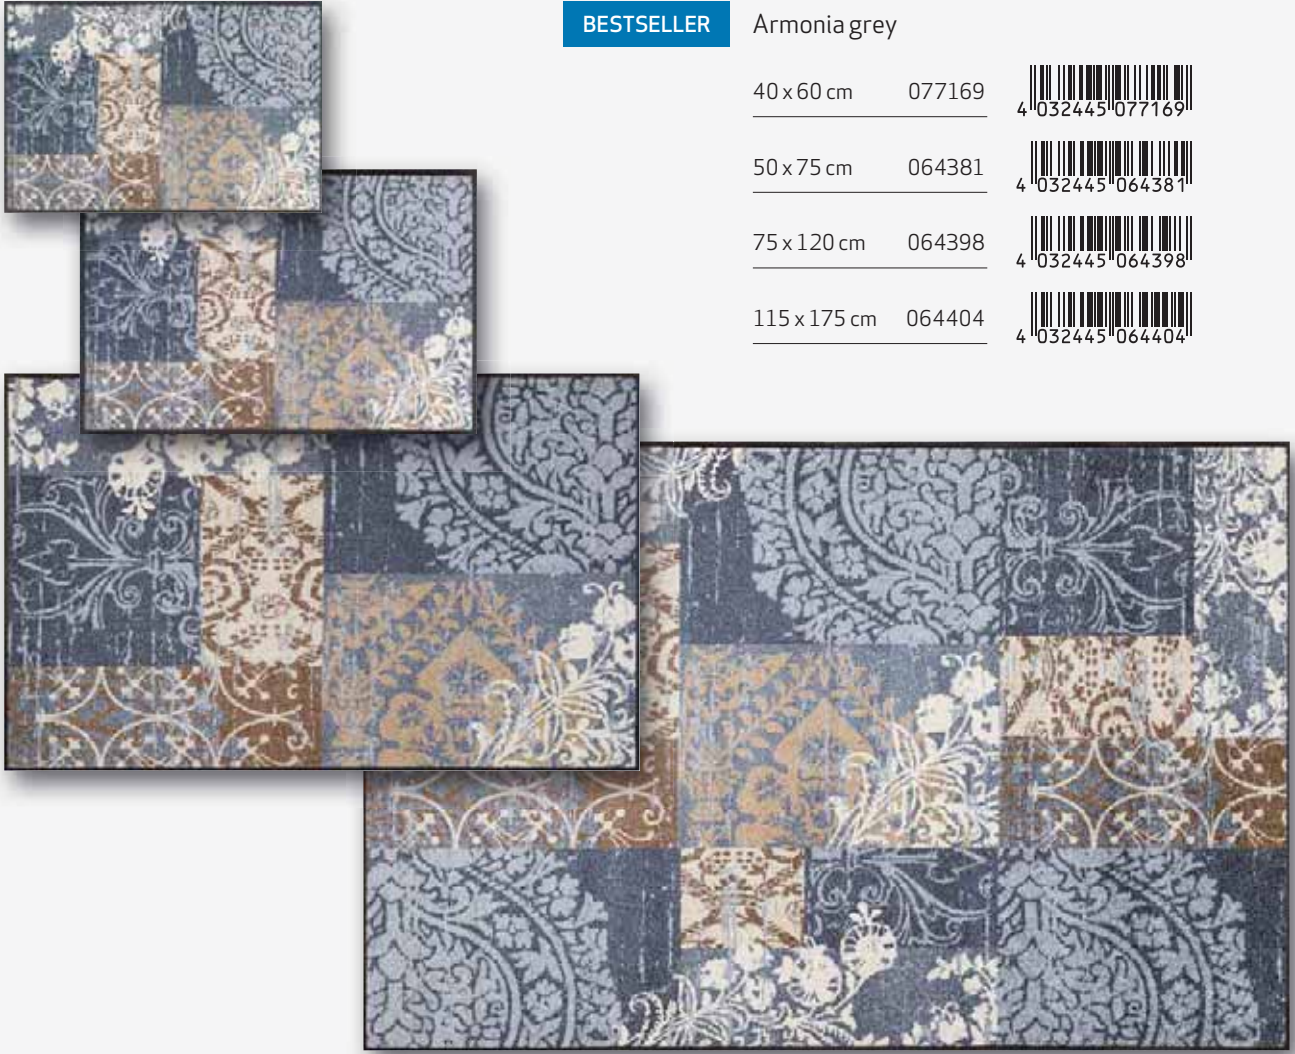 BESTSELLER Armonia grey
40 x 60 cm 077169 4 032445 077169
50 x 75 cm 064381 4 032445 064381
75 x 120 cm 064398 4 032445 064398
115 x 175 cm 064404 4 032445 064404